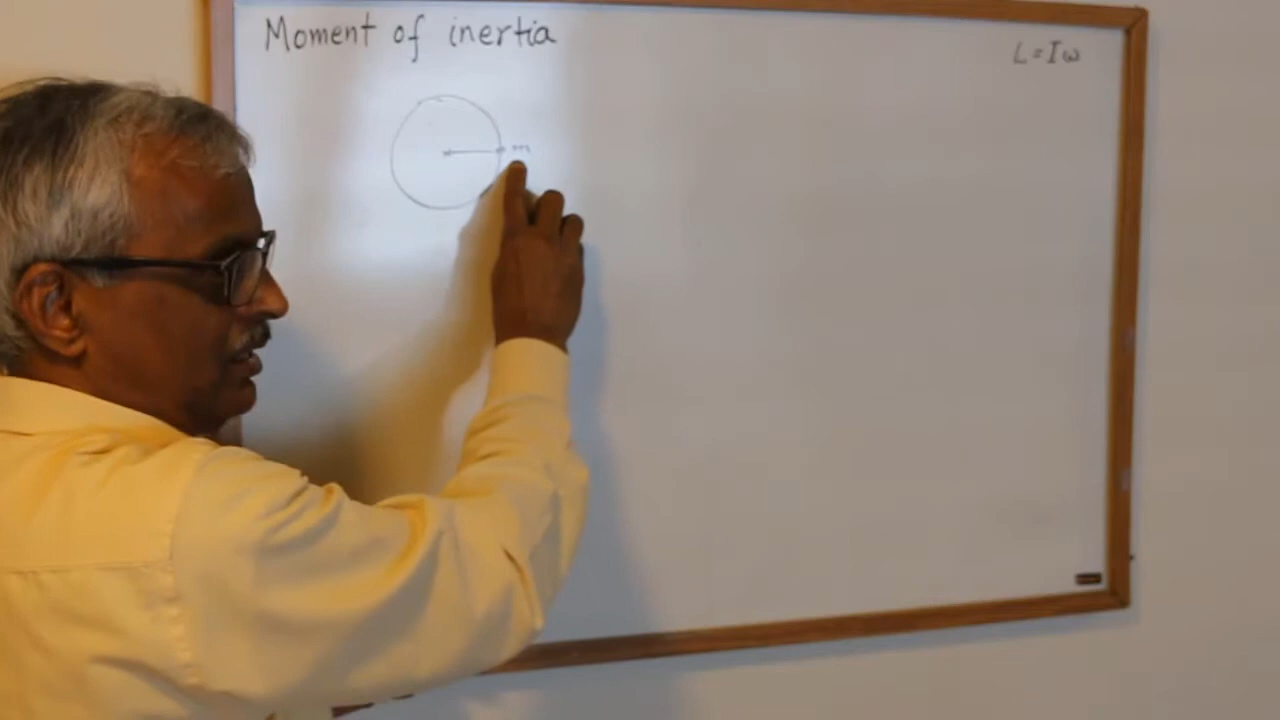 Moment of inertia
L = Iω
m